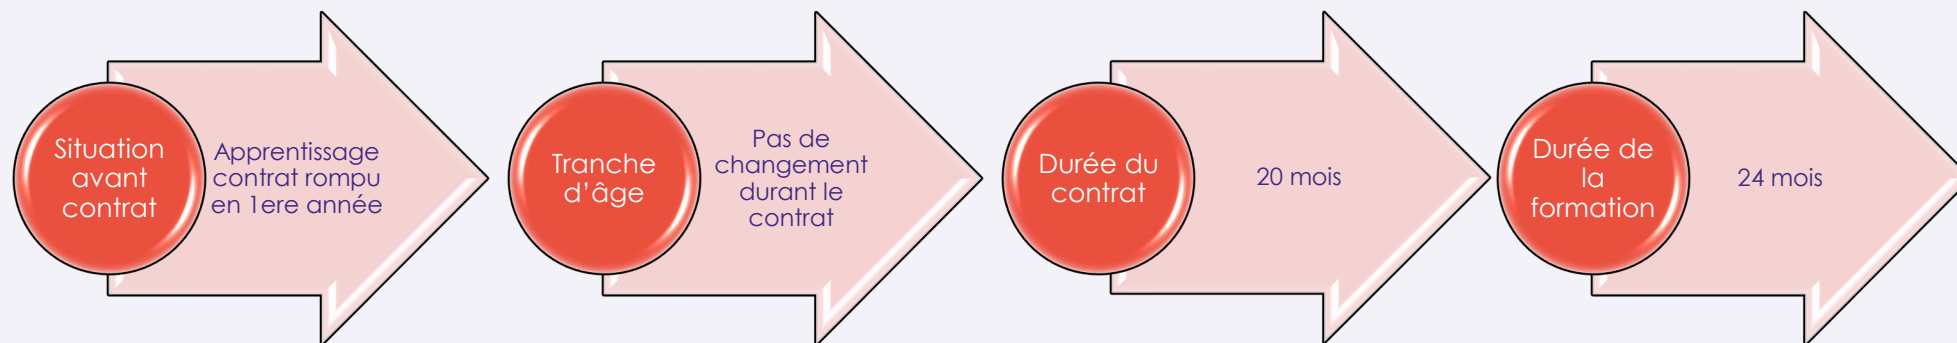 Situation
avant
contrat
Apprentissage
contrat rompu
en 1ere année
Tranche
d’âge
Pas de
changement
durant le
contrat
Durée du
contrat
20 mois
Durée de
la
formation
24 mois